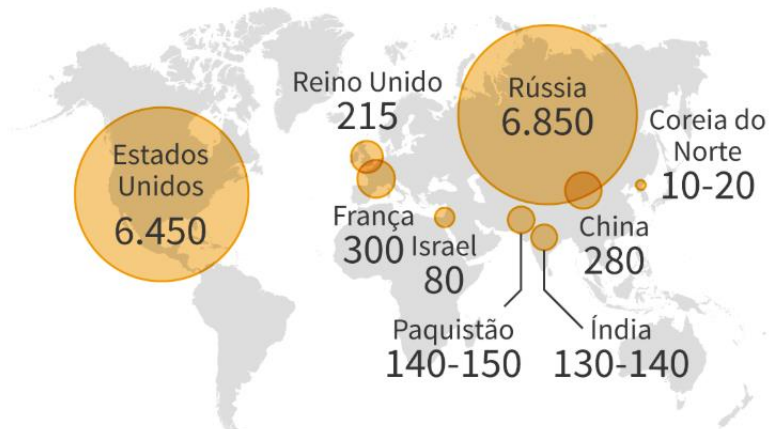 Reino Unido
215
Rússia
6.850
Coreia do
Norte
10-20
Estados
Unidos
6.450
França
300
Israel
80
China
280
Paquistão
140-150
Índia
130-140